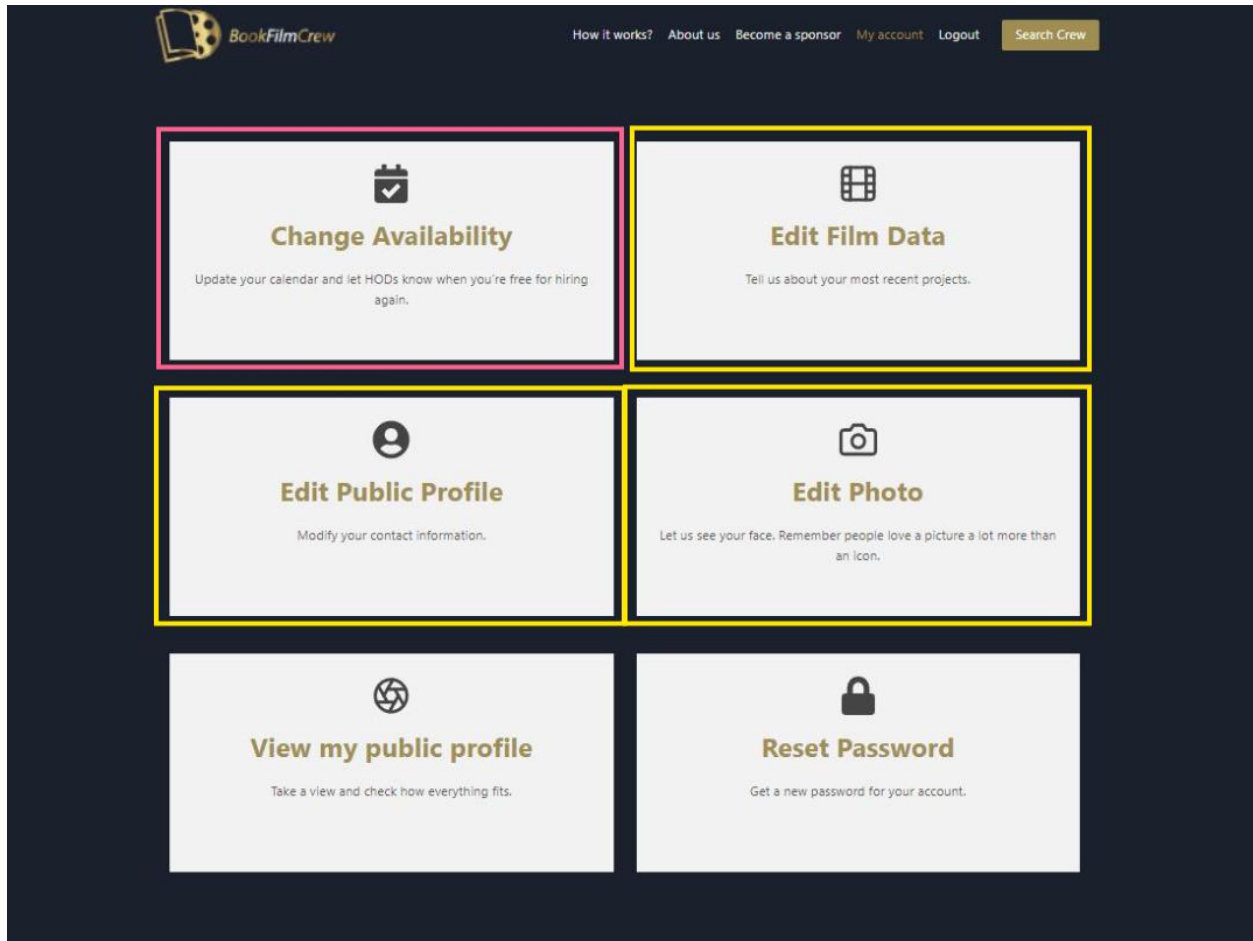 BookFilmCrew
How it works? About us Become a sponsor My account Logout Search Crew
Change Availability
Update your calendar and let HODs know when you're free for hiring
again.
Edit Film Data
Tell us about your most recent projects.
Edit Public Profile
Modify your contact information.
Edit Photo
Let us see your face. Remember people love a picture a lot more than
an icon.
View my public profile
Take a view and check how everything fits.
Reset Password
Get a new password for your account.